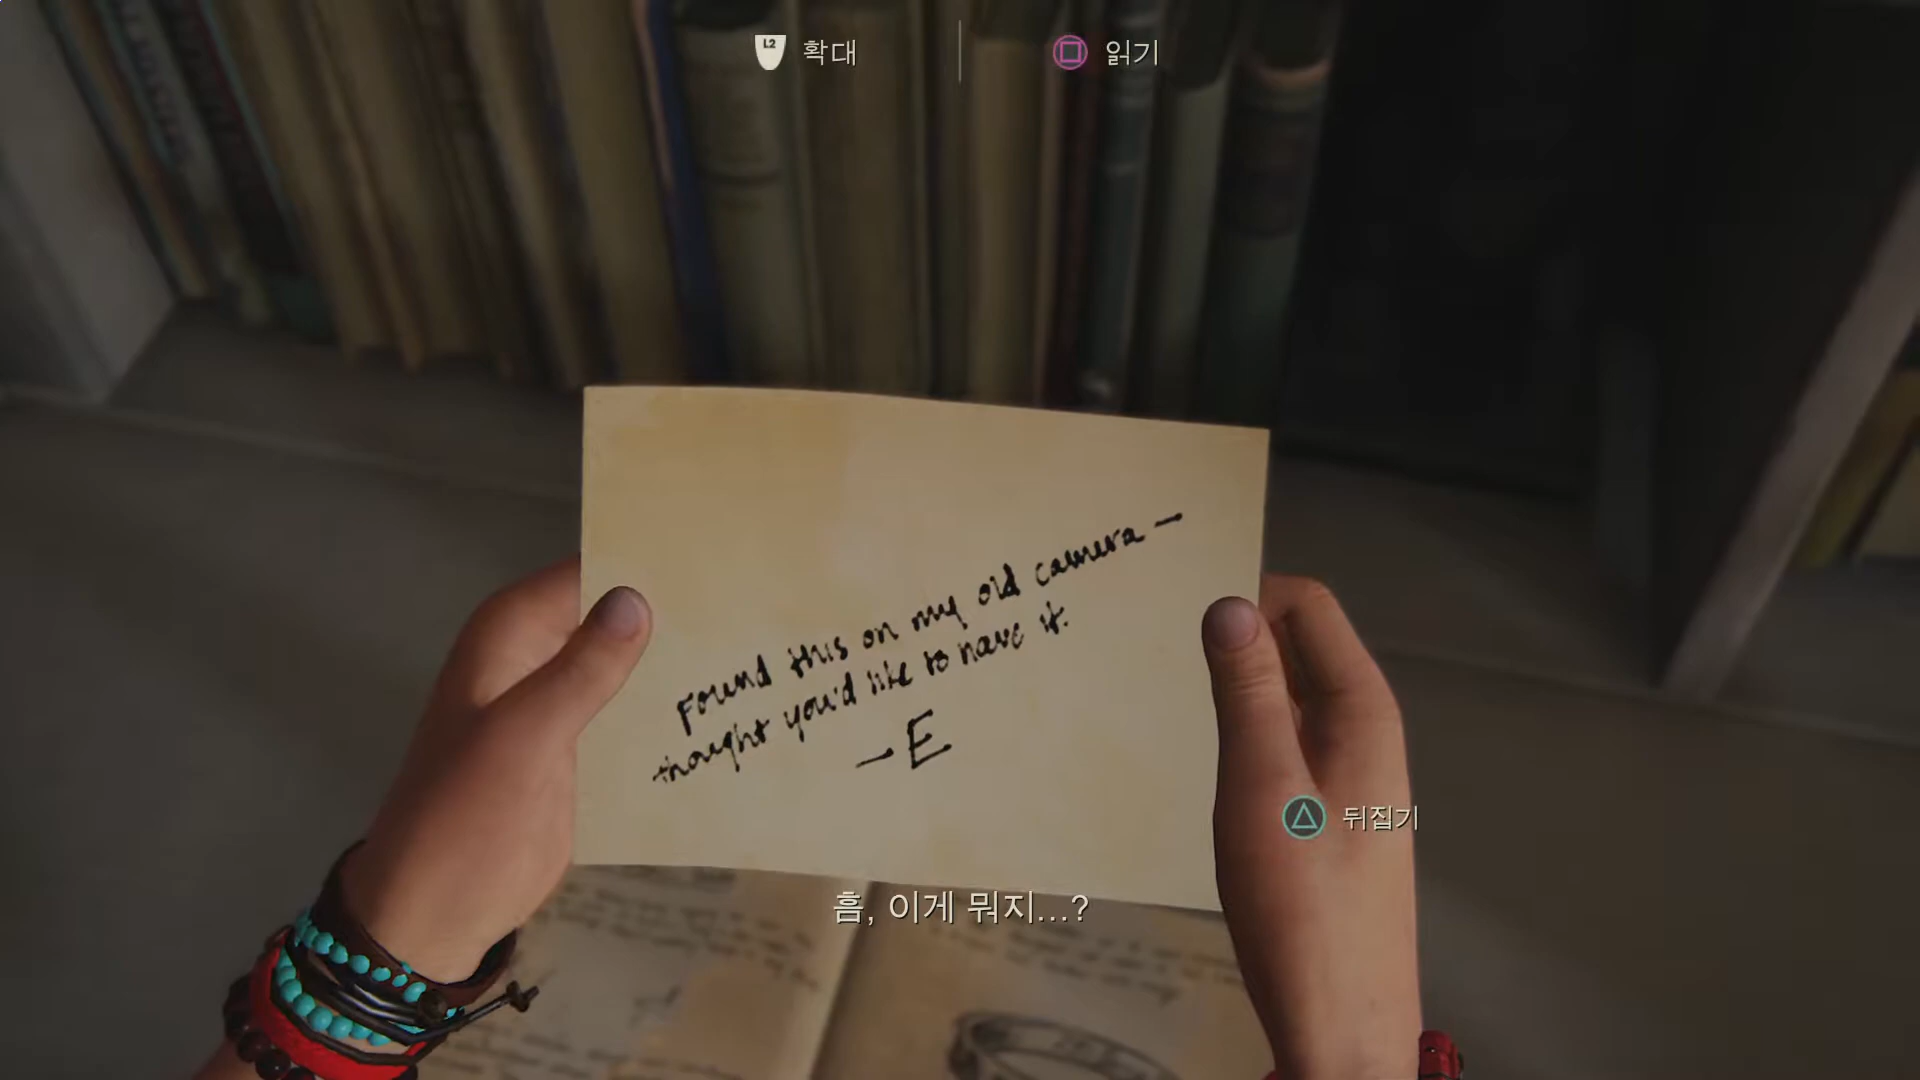 L2 확대
읽기
Found this on my old camera —
thought you'd like to have it.
– E
뒤집기
흠, 이게 뭐지...?